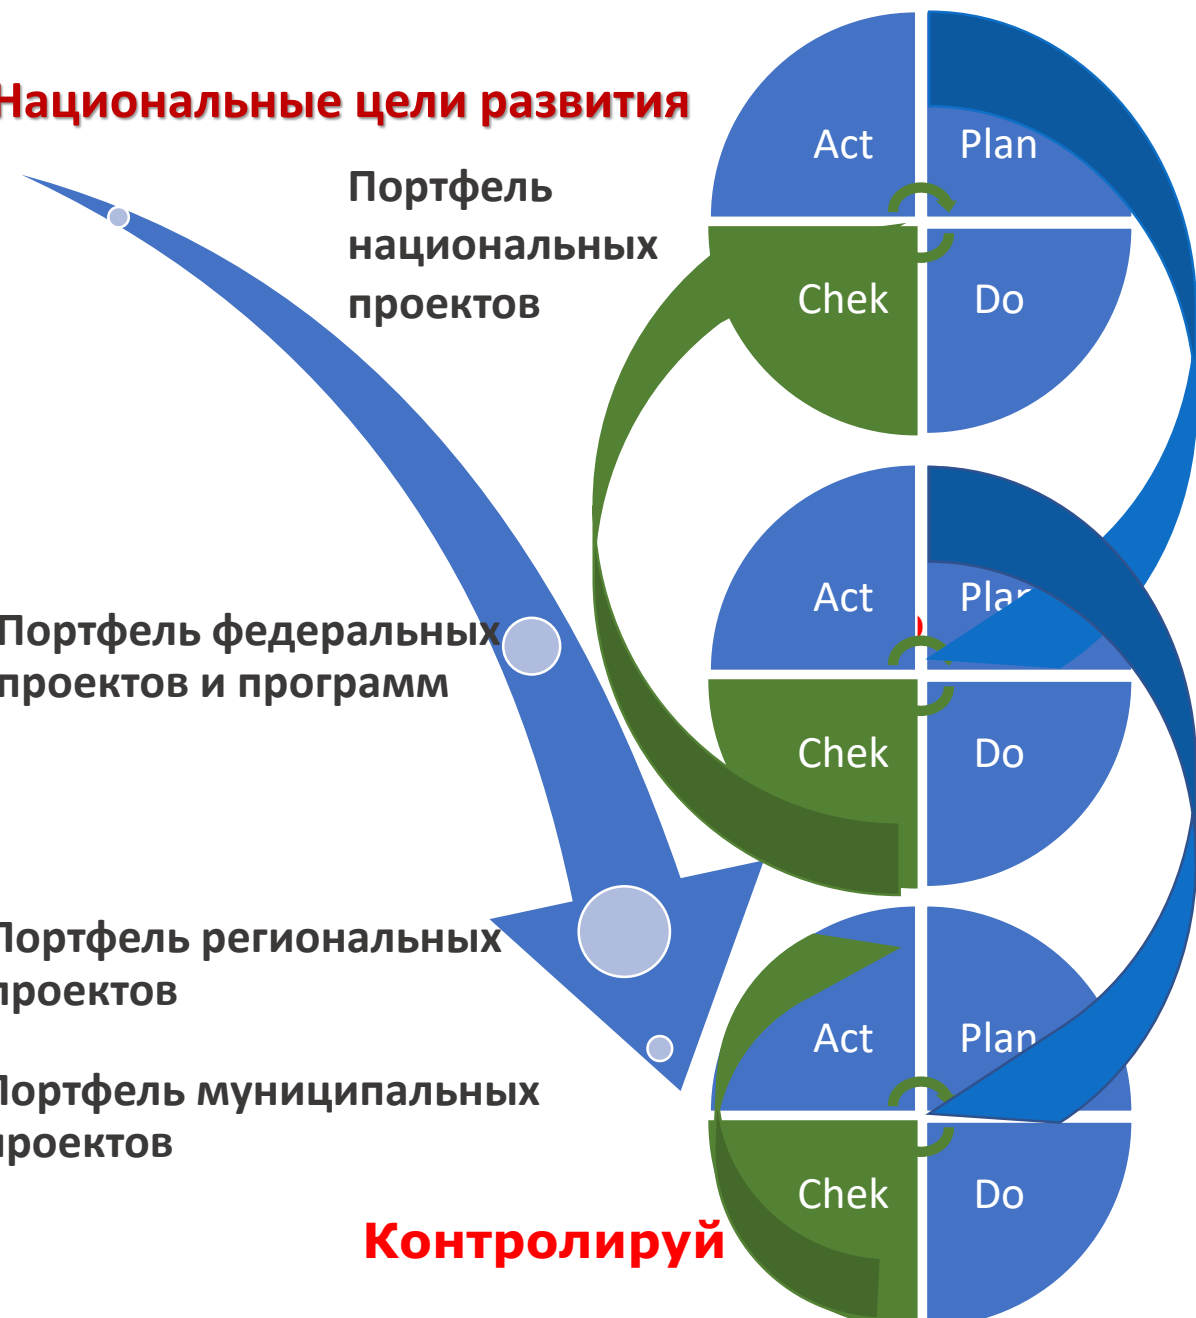 Национальные цели развития
Портфель
национальных
проектов
Act
Plan
Chek
Do
Портфель федеральных
проектов и программ
Act
Plan
Chek
Do
Портфель региональных
проектов
Act
Plan
Портфель муниципальных
проектов
Chek
Do
Контролируй